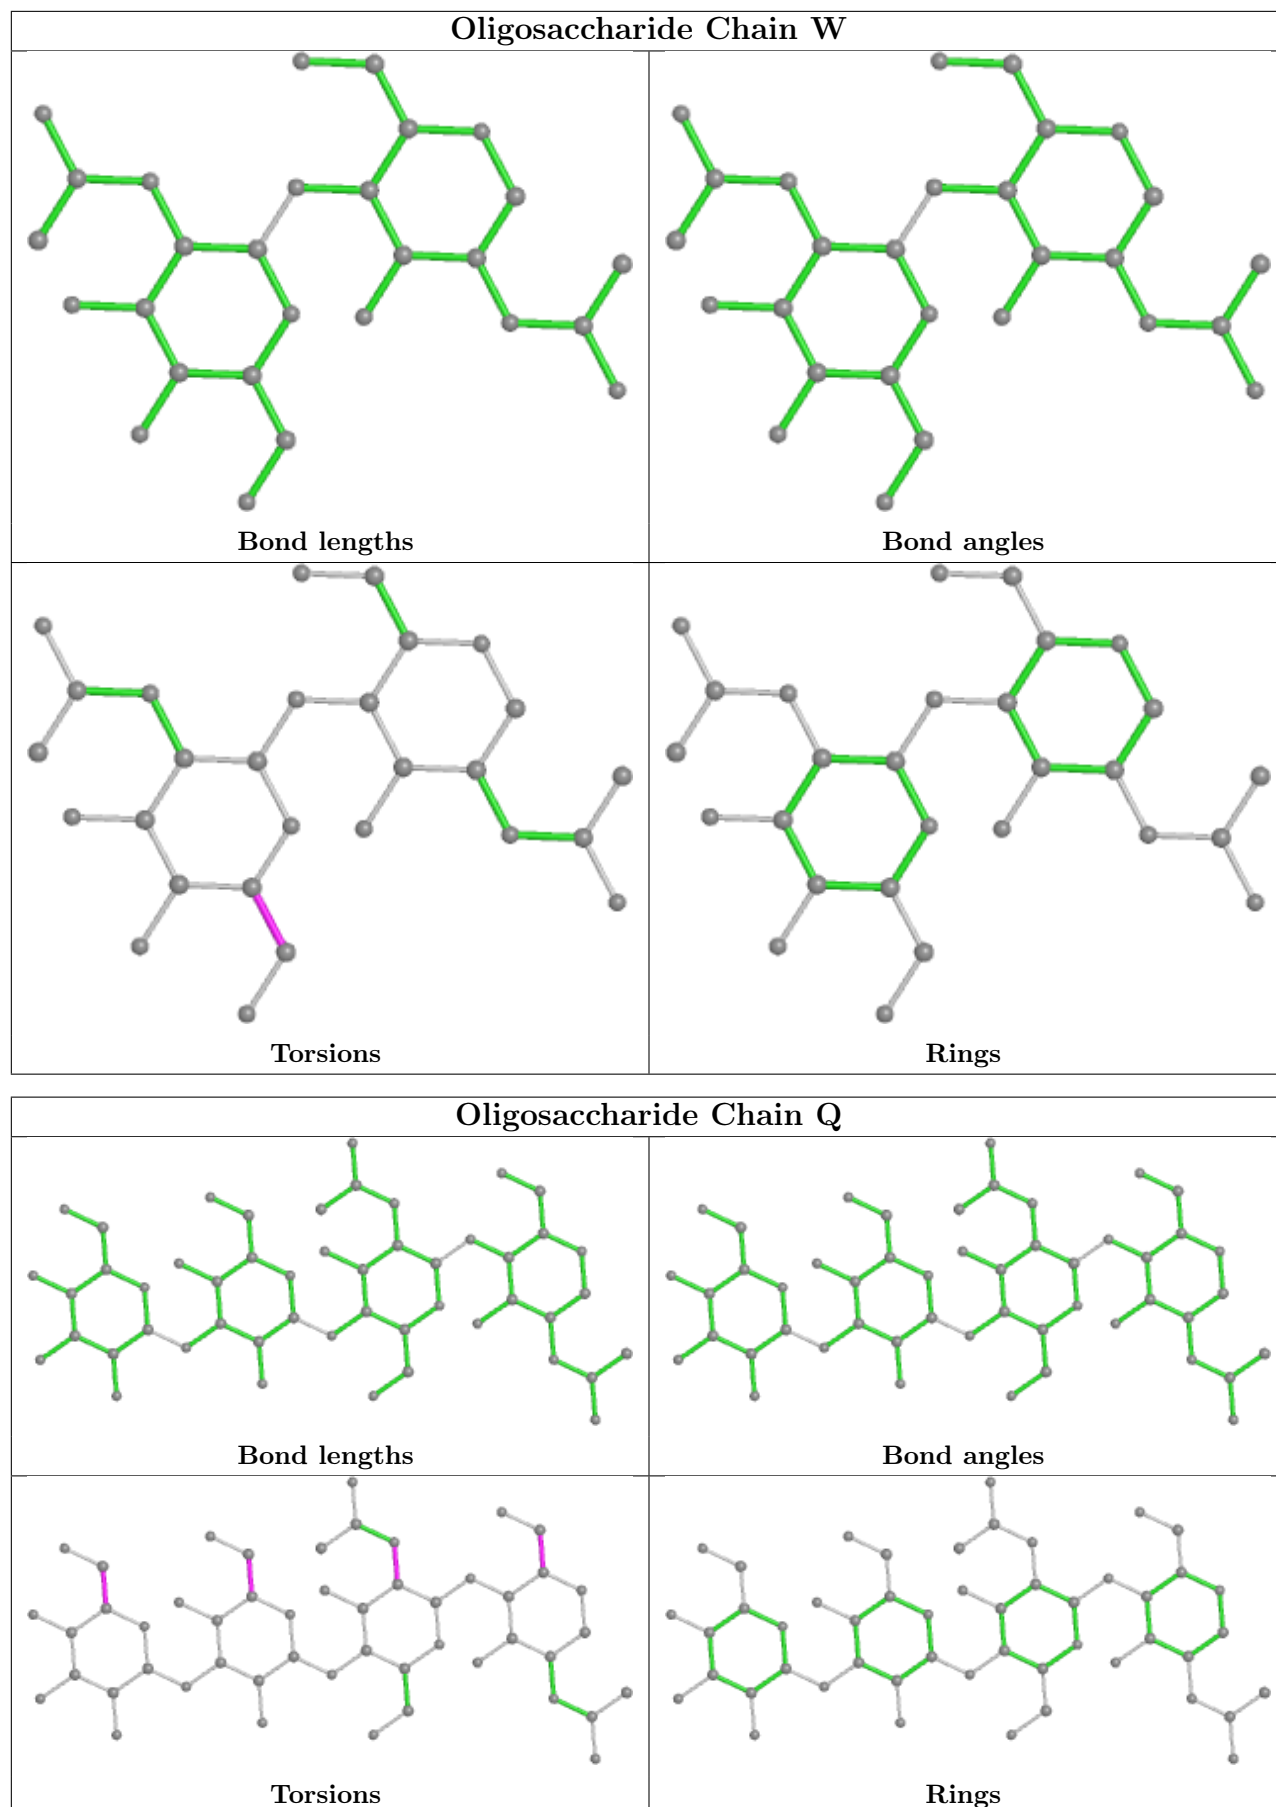 Oligosaccharide Chain W
Bond lengths
Bond angles
Torsions
Rings
Oligosaccharide Chain Q
Bond lengths
Bond angles
Torsions
Rings